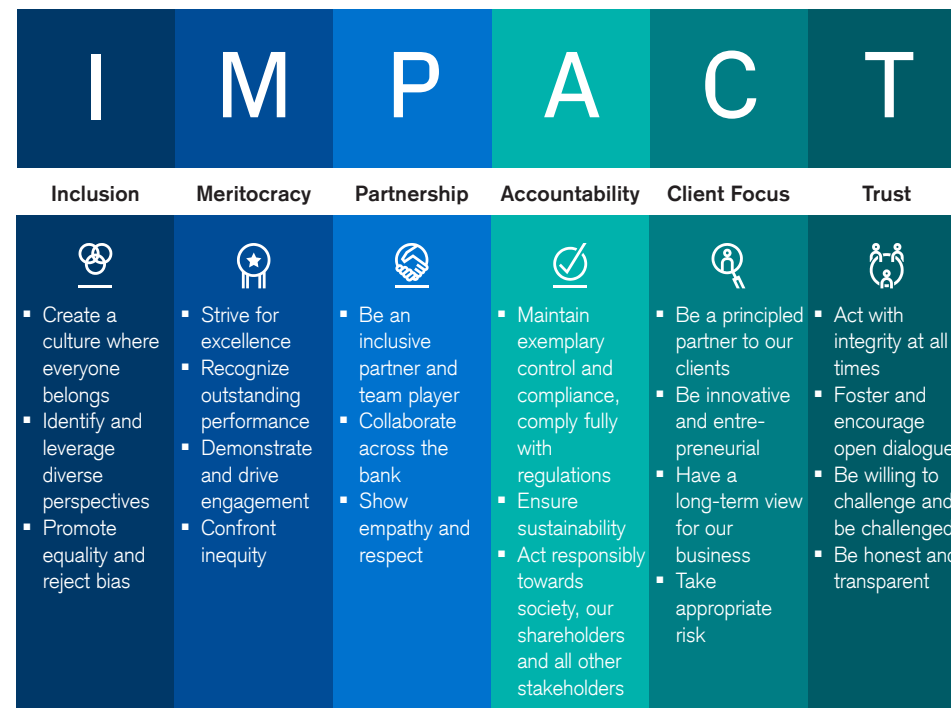 I M P A C T
Inclusion Meritocracy Partnership Accountability Client Focus Trust
▪ Create a
culture where
everyone
belongs
▪ Identify and
leverage
diverse
perspectives
▪ Promote
equality and
reject bias
▪ Strive for
excellence
▪ Recognize
outstanding
performance
▪ Demonstrate
and drive
engagement
▪ Confront
inequity
▪ Be an
inclusive
partner and
team player
▪ Collaborate
across the
bank
▪ Show
empathy and
respect
▪ Maintain
exemplary
control and
compliance,
comply fully
with
regulations
▪ Ensure
sustainability
▪ Act responsibly
towards
society, our
shareholders
and all other
stakeholders
▪ Be a principled
partner to our
clients
▪ Be innovative
and entre-
preneurial
▪ Have a
long-term view
for our
business
▪ Take
appropriate
risk
▪ Act with
integrity at all
times
▪ Foster and
encourage
open dialogue
▪ Be willing to
challenge and
be challenged
▪ Be honest and
transparent